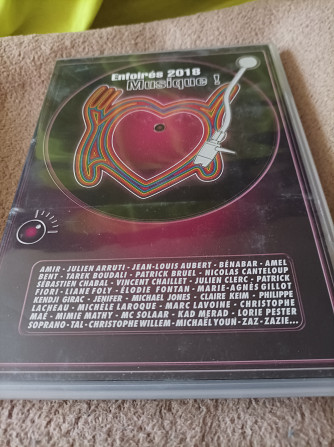 Enfoirés 2018
Musique !
AMIR - JULIEN ARRUTI - JEAN-LOUIS AUBERT - BÉNABAR - AMEL
BENT - TAREK BOUDALI - PATRICK BRUEL - NICOLAS CANTELOUP
SÉBASTIEN CHABAL - VINCENT CHAILLET - JULIEN CLERC - PATRICK
FIORI - LIANE FOLY - ÉLODIE FONTAN - MARIE-AGNÈS GILLOT
KENDJI GIRAC - JENIFER - MICHAEL JONES - CLAIRE KEIM - PHILIPPE
LACHEAU - MICHÈLE LAROQUE - MARC LAVOINE - CHRISTOPHE
MAÉ - MIMIE MATHY - MC SOLAAR - KAD MERAD - LORIE PESTER
SOPRANO - TAL - CHRISTOPHE WILLEM - MICHAËL YOUN - ZAZ - ZAZIE...